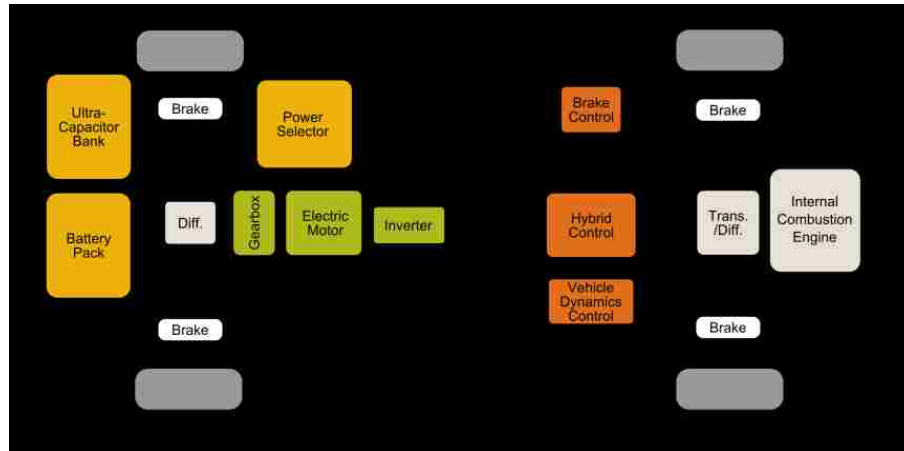 Ultra-
Capacitor
Bank
Brake
Power
Selector
Brake
Control
Brake
Battery
Pack
Diff.
Gearbox
Electric
Motor
Inverter
Hybrid
Control
Trans.
/Diff.
Internal
Combustion
Engine
Vehicle
Dynamics
Control
Brake
Brake